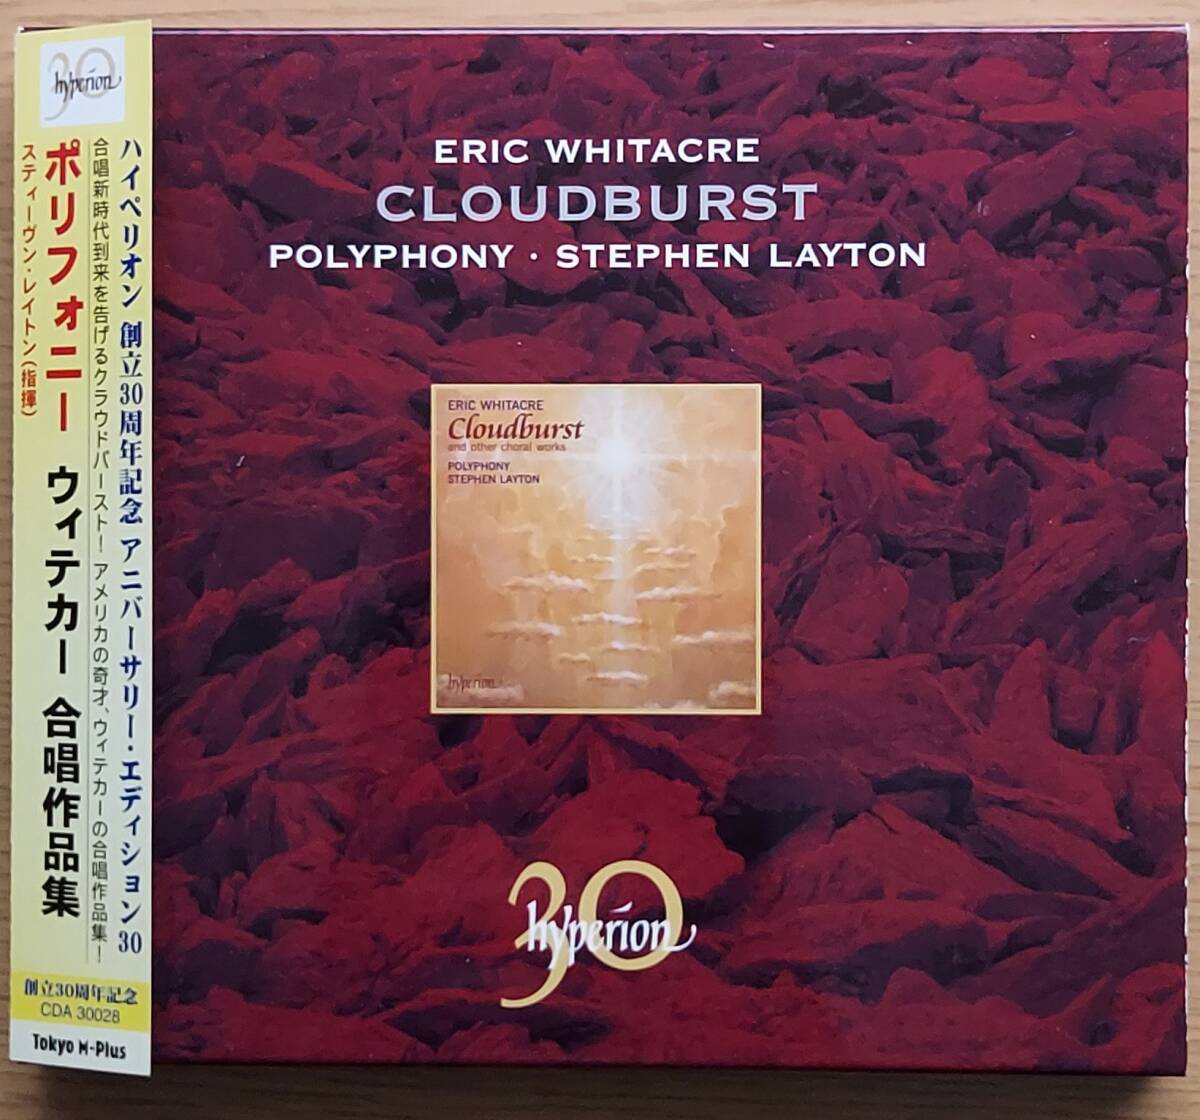 30
hyperion
ハイペリオン 創立30周年記念 アニバーサリー・エディション30
合唱新時代到来を告げるクラウドバースト! アメリカの奇才、ウィテカーの合唱作品集!
ポリフォニー ウィテカー 合唱作品集
スティーヴン・レイトン(指揮)
創立30周年記念
CDA 30028
Tokyo M-Plus
ERIC WHITACRE
CLOUDBURST
POLYPHONY · STEPHEN LAYTON
ERIC WHITACRE
Cloudburst
and other choral works
POLYPHONY
STEPHEN LAYTON
hyperion
30
hyperion